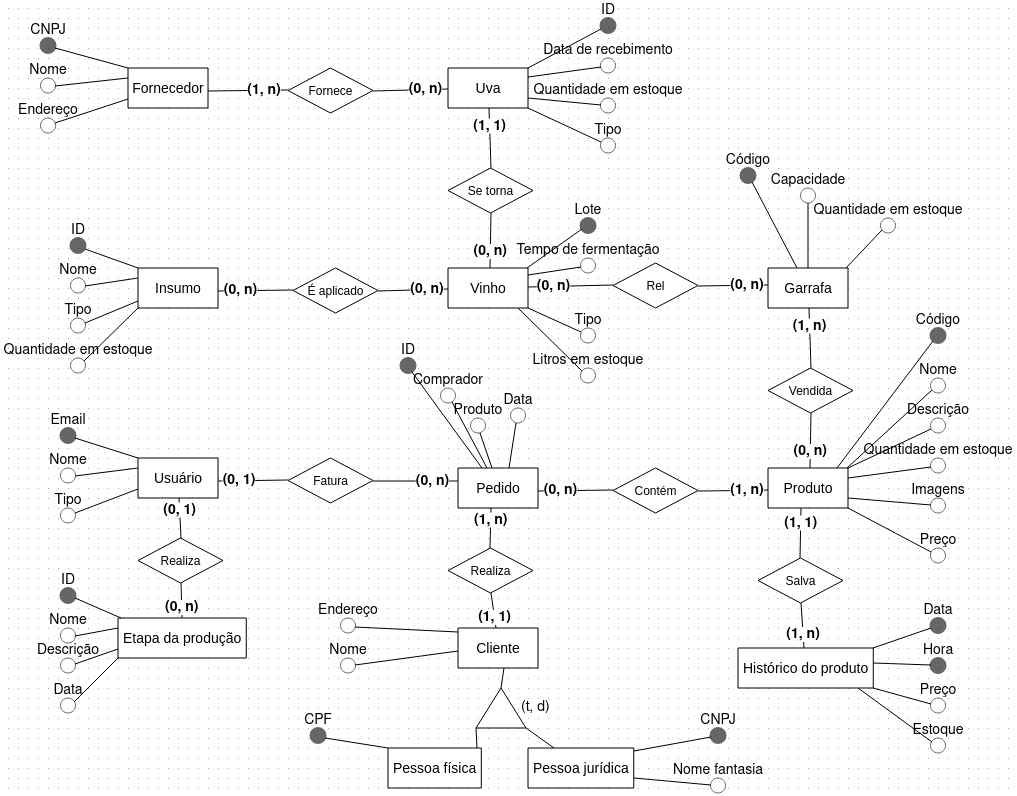 ID
CNPJ
Data de recebimento
Nome
Fornecedor
(1, n)
Fornece
(0, n)
Uva
Quantidade em estoque
Endereço
(1, 1)
Tipo
Código
Capacidade
Se torna
Lote
Quantidade em estoque
ID
(0, n)
Tempo de fermentação
Nome
Insumo
(0, n)
É aplicado
(0, n)
Vinho
(0, n)
Rel
(0, n)
Garrafa
Tipo
Tipo
(1, n)
Código
Quantidade em estoque
ID
Litros em estoque
Comprador
Nome
Vendida
Produto
Data
Descrição
Email
(0, n)
Quantidade em estoque
Nome
Usuário
(0, 1)
Fatura
(0, n)
Pedido
(0, n)
Contém
(1, n)
Produto
Imagens
Tipo
(0, 1)
(1, n)
(1, 1)
Preço
Realiza
Realiza
Salva
ID
(0, n)
Endereço
(1, 1)
Data
Nome
Etapa da produção
(1, n)
Descrição
Nome
Cliente
Hora
Histórico do produto
Data
Preço
(t, d)
CPF
CNPJ
Estoque
Pessoa física
Pessoa jurídica
Nome fantasia